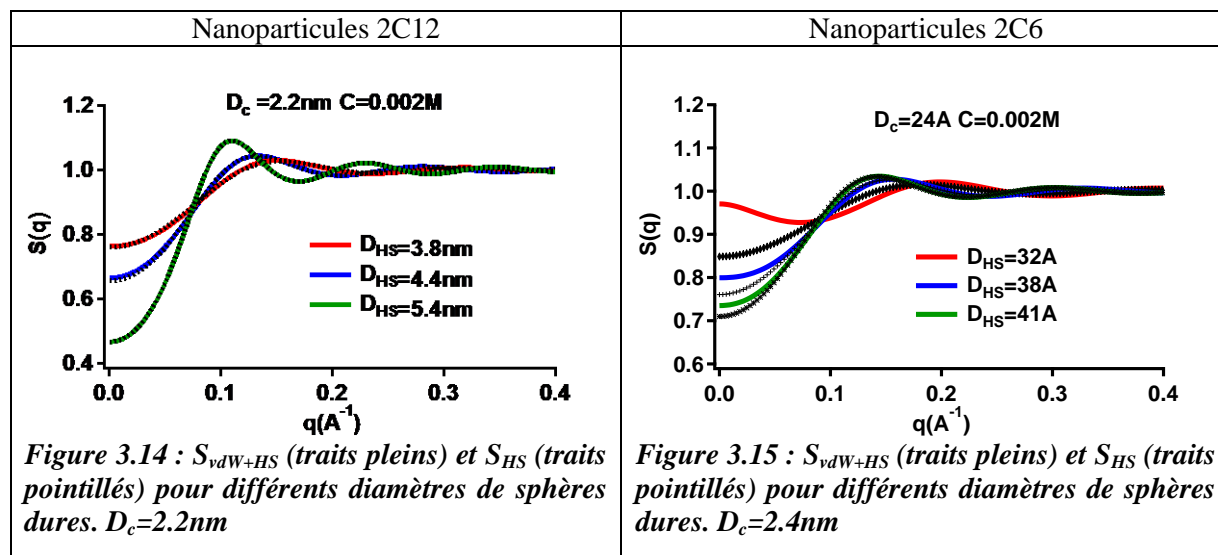 Nanoparticules 2C12
1.2
1.0
0.8
0.6
0.4
S(q)
D_c =2.2nm C=0.002M
D_HS=3.8nm
D_HS=4.4nm
D_HS=5.4nm
0.0 0.1 0.2 0.3 0.4
q(A^-1)
Figure 3.14 : S_vdW+HS (traits pleins) et S_HS (traits
pointillés) pour différents diamètres de sphères
dures. D_c=2.2nm
Nanoparticules 2C6
1.2
1.1
1.0
0.9
0.8
0.7
0.6
S(q)
D_c=24A C=0.002M
D_HS=32A
D_HS=38A
D_HS=41A
0.0 0.1 0.2 0.3 0.4
q(A^-1)
Figure 3.15 : S_vdW+HS (traits pleins) et S_HS (traits
pointillés) pour différents diamètres de sphères
dures. D_c=2.4nm